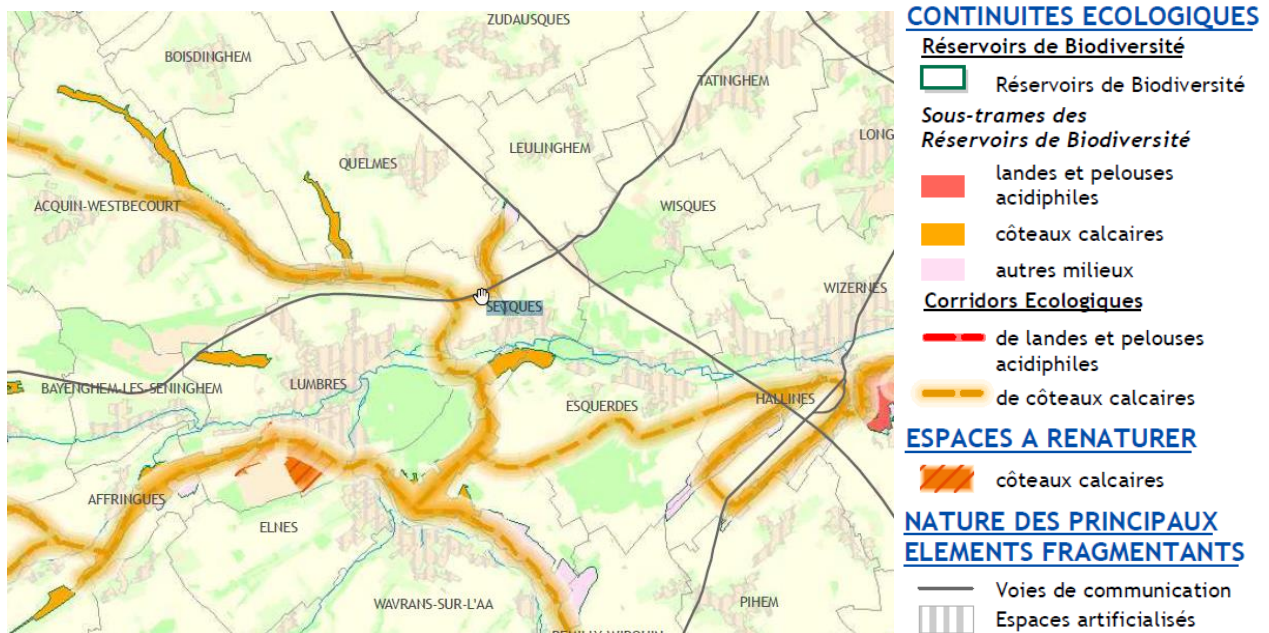 ZUDAUSQUES
BOISDINGHEM
TATINGHEM
LONG
LEULINGHEM
QUELMES
ACQUIN-WESTBECOURT
WISQUES
WIZERNES
SETQUES
BAYENGHEM-LES-SENINGHEM
LUMBRES
ESQUERDES
HALLINES
AFFRINGUES
ELNES
WAVRANS-SUR-L'AA
PIHEM
CONTINUITES ECOLOGIQUES
Réservoirs de Biodiversité
Réservoirs de Biodiversité
Sous-trames des
Réservoirs de Biodiversité
landes et pelouses
acidiphiles
côteaux calcaires
autres milieux
Corridors Ecologiques
de landes et pelouses
acidiphiles
de côteaux calcaires
ESPACES A RENATURER
côteaux calcaires
NATURE DES PRINCIPAUX
ELEMENTS FRAGMENTANTS
Voies de communication
Espaces artificialisés